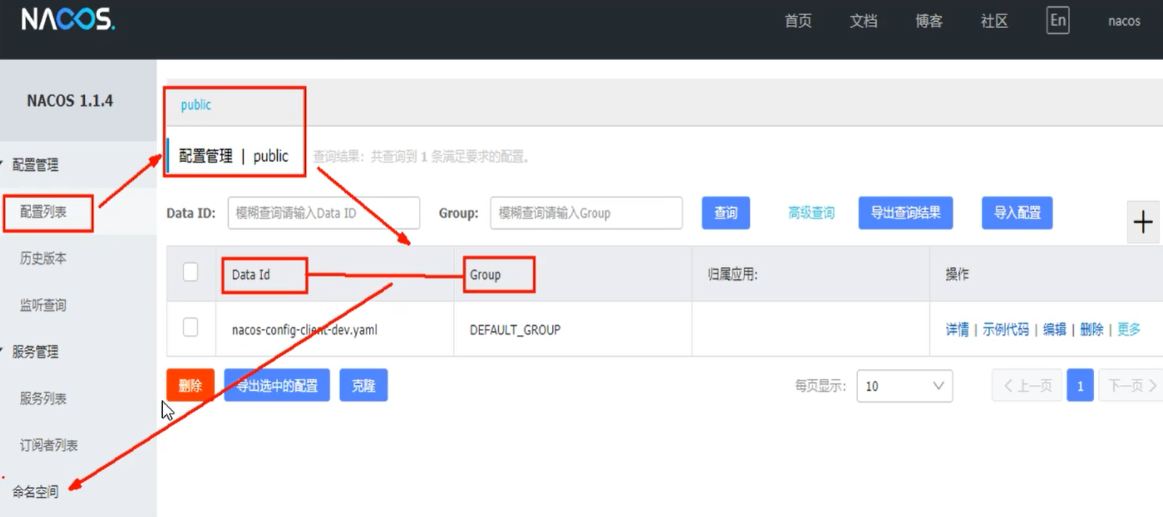 NACOS.
首页 文档 博客 社区 En nacos
NACOS 1.1.4
public
配置管理 | public 查询结果：共查询到 1 条满足要求的配置。
配置管理
配置列表
历史版本
监听查询
服务管理
服务列表
订阅者列表
命名空间
Data ID: 模糊查询请输入Data ID Group: 模糊查询请输入Group 查询 高级查询 导出查询结果 导入配置
Data Id Group 归属应用: 操作
nacos-config-client-dev.yaml DEFAULT_GROUP 详情 | 示例代码 | 编辑 | 删除 | 更多
删除 导出选中的配置 克隆 每页显示: 10 上一页 1 下一页